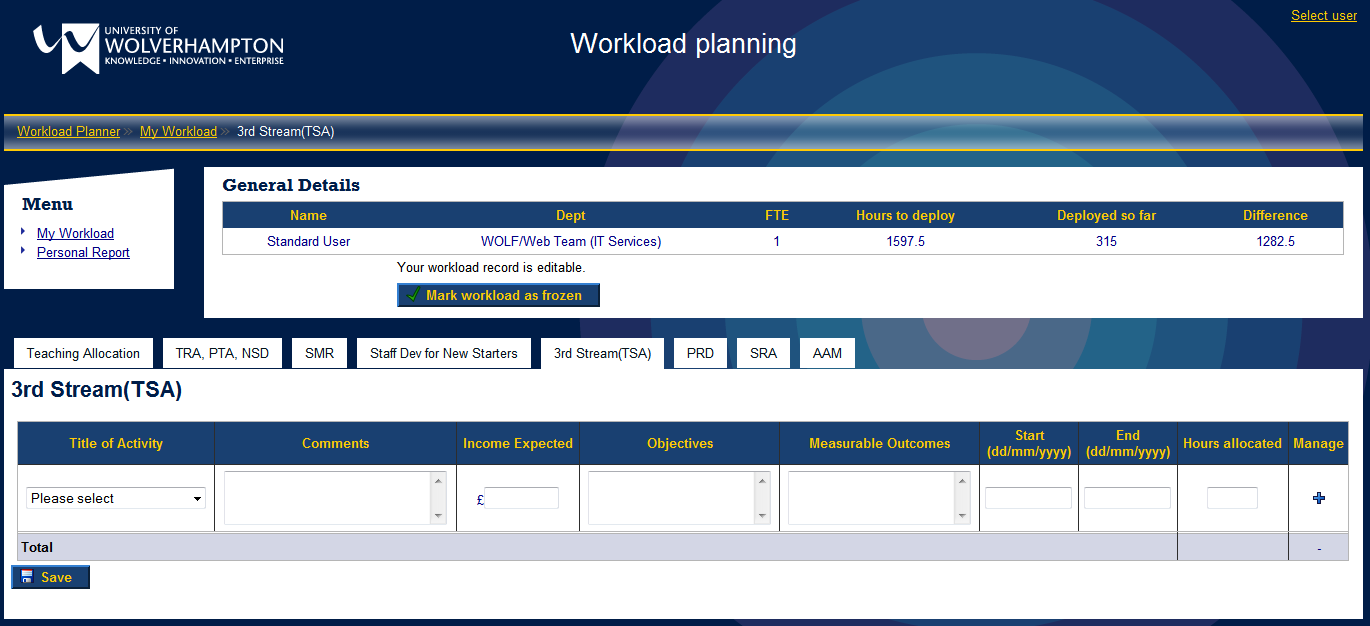 Select user
UNIVERSITY OF
WOLVERHAMPTON
KNOWLEDGE • INNOVATION • ENTERPRISE
Workload planning
Workload Planner » My Workload » 3rd Stream(TSA)
Menu
My Workload
Personal Report
General Details
Name Dept FTE Hours to deploy Deployed so far Difference
Standard User WOLF/Web Team (IT Services) 1 1597.5 315 1282.5
Your workload record is editable.
Mark workload as frozen
Teaching Allocation TRA, PTA, NSD SMR Staff Dev for New Starters 3rd Stream(TSA) PRD SRA AAM
3rd Stream(TSA)
Title of Activity Comments Income Expected Objectives Measurable Outcomes Start (dd/mm/yyyy) End (dd/mm/yyyy) Hours allocated Manage
Please select £
Total -
Save